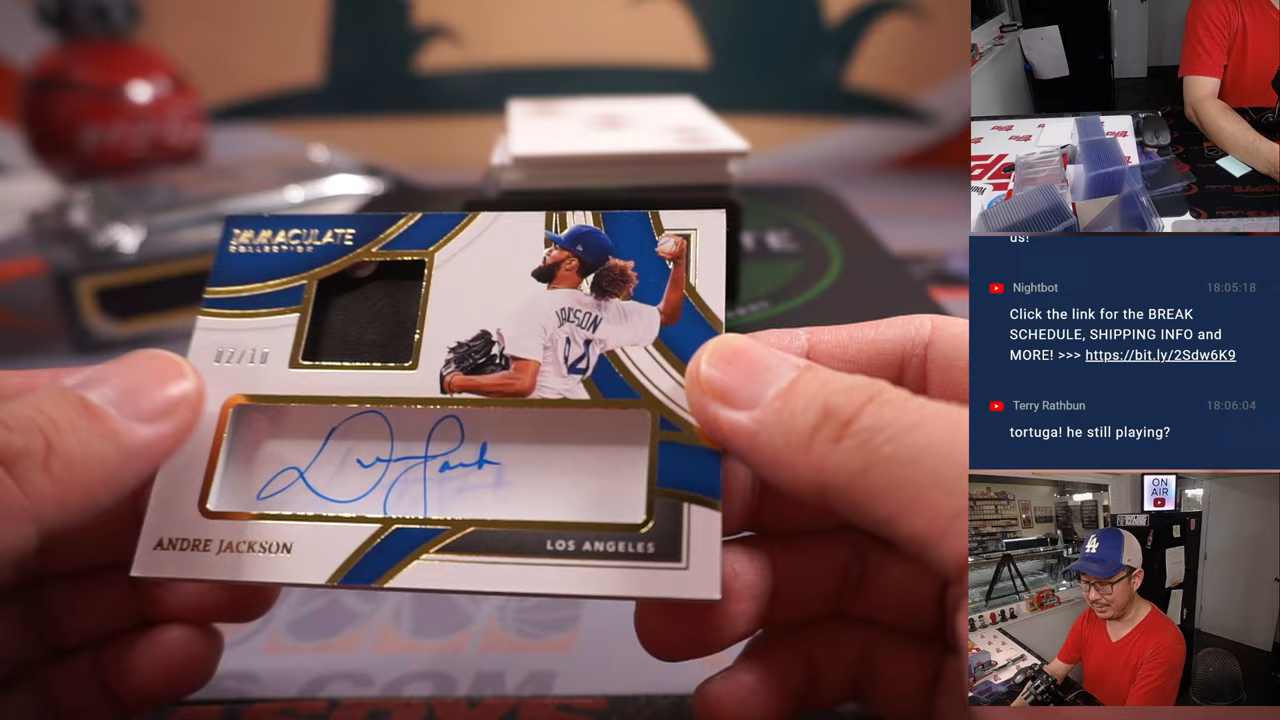 IMMACULATE
COLLECTION
02/10
JACKSON
94
ANDRE JACKSON
LOS ANGELES
us!
Nightbot 18:05:18
Click the link for the BREAK
SCHEDULE, SHIPPING INFO and
MORE! >>> https://bit.ly/2Sdw6K9
Terry Rathbun 18:06:04
tortuga! he still playing?
ON
AIR
LA